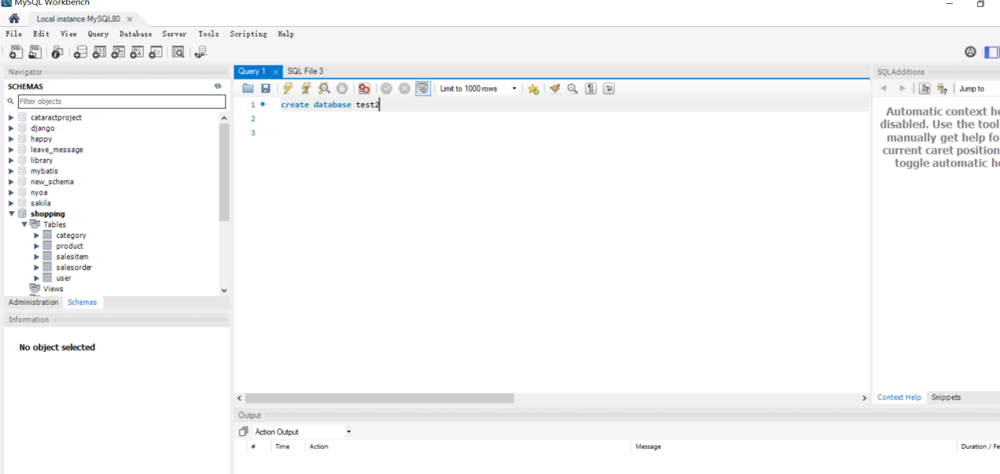 MySQL Workbench
Local instance MySQL80
File Edit View Query Database Server Tools Scripting Help
Navigator
SCHEMAS
Filter objects
cataractproject
django
happy
leave_message
library
mybatis
new_schema
nyoa
sakila
shopping
Tables
category
product
salesitem
salesorder
user
Views
Administration Schemas
Information
No object selected
Query 1 SQL File 3
Limit to 1000 rows
1 create database test2
2
3
Output
Action Output
# Time Action Message Duration / Fe
SQLAdditions
Jump to
Automatic context he
disabled. Use the tool
manually get help fo
current caret position
toggle automatic he
Context Help Snippets